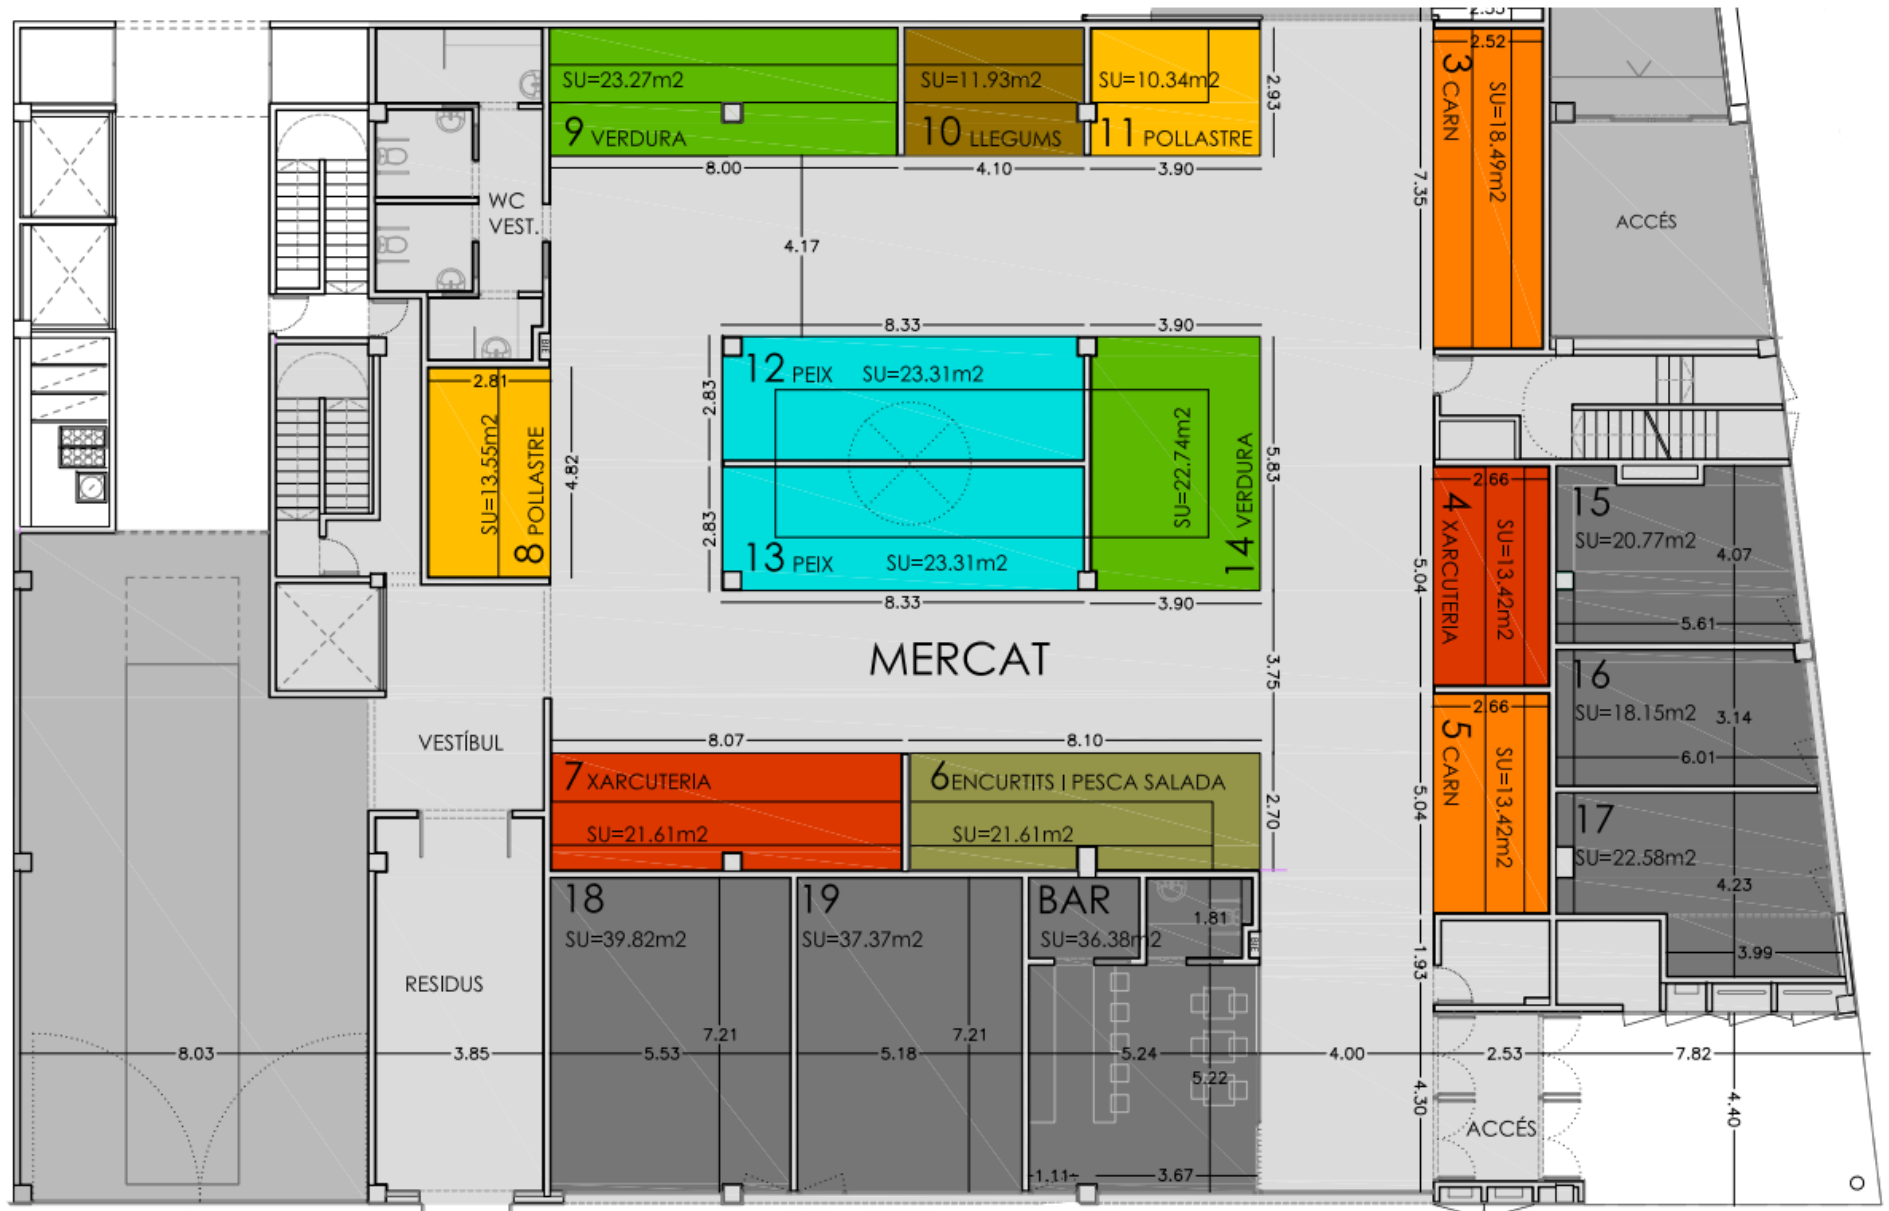 2.52
3 CARN
SU=18.49m2
7.35
ACCÉS
SU=23.27m2
9 VERDURA
8.00
SU=11.93m2
10 LLEGUMS
4.10
SU=10.34m2
11 POLLASTRE
3.90
2.93
WC
VEST.
4.17
8.33
3.90
12 PEIX SU=23.31m2
2.83
13 PEIX SU=23.31m2
2.83
8.33
3.90
SU=22.74m2
14 VERDURA
5.83
2.81
SU=13.55m2
8 POLLASTRE
4.82
BIE
2.66
4 XARCUTERIA
SU=13.42m2
5.04
15
SU=20.77m2
4.07
5.61
MERCAT
3.75
16
SU=18.15m2
3.14
6.01
2.66
5 CARN
SU=13.42m2
5.04
17
SU=22.58m2
4.23
3.99
VESTÍBUL
8.07
8.10
7 XARCUTERIA
SU=21.61m2
6 ENCURTITS I PESCA SALADA
SU=21.61m2
2.70
18
SU=39.82m2
7.21
19
SU=37.37m2
7.21
BAR
SU=36.38m2
1.81
BIE
1.93
RESIDUS
8.03
3.85
5.53
5.18
5.24
5.22
4.00
2.53
7.82
4.30
4.40
ACCÉS
1.11
3.67